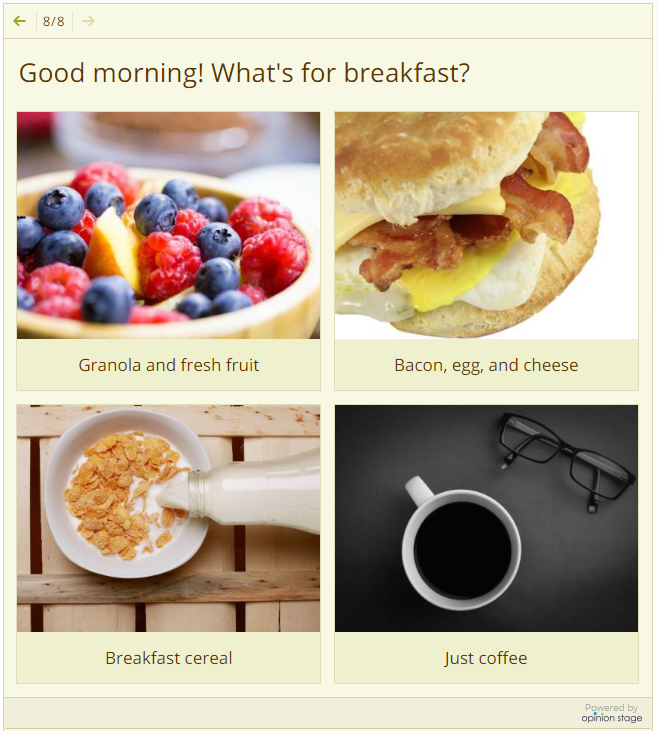 8/8
Good morning! What's for breakfast?
Granola and fresh fruit
Bacon, egg, and cheese
Breakfast cereal
Just coffee
Powered by
opinion stage